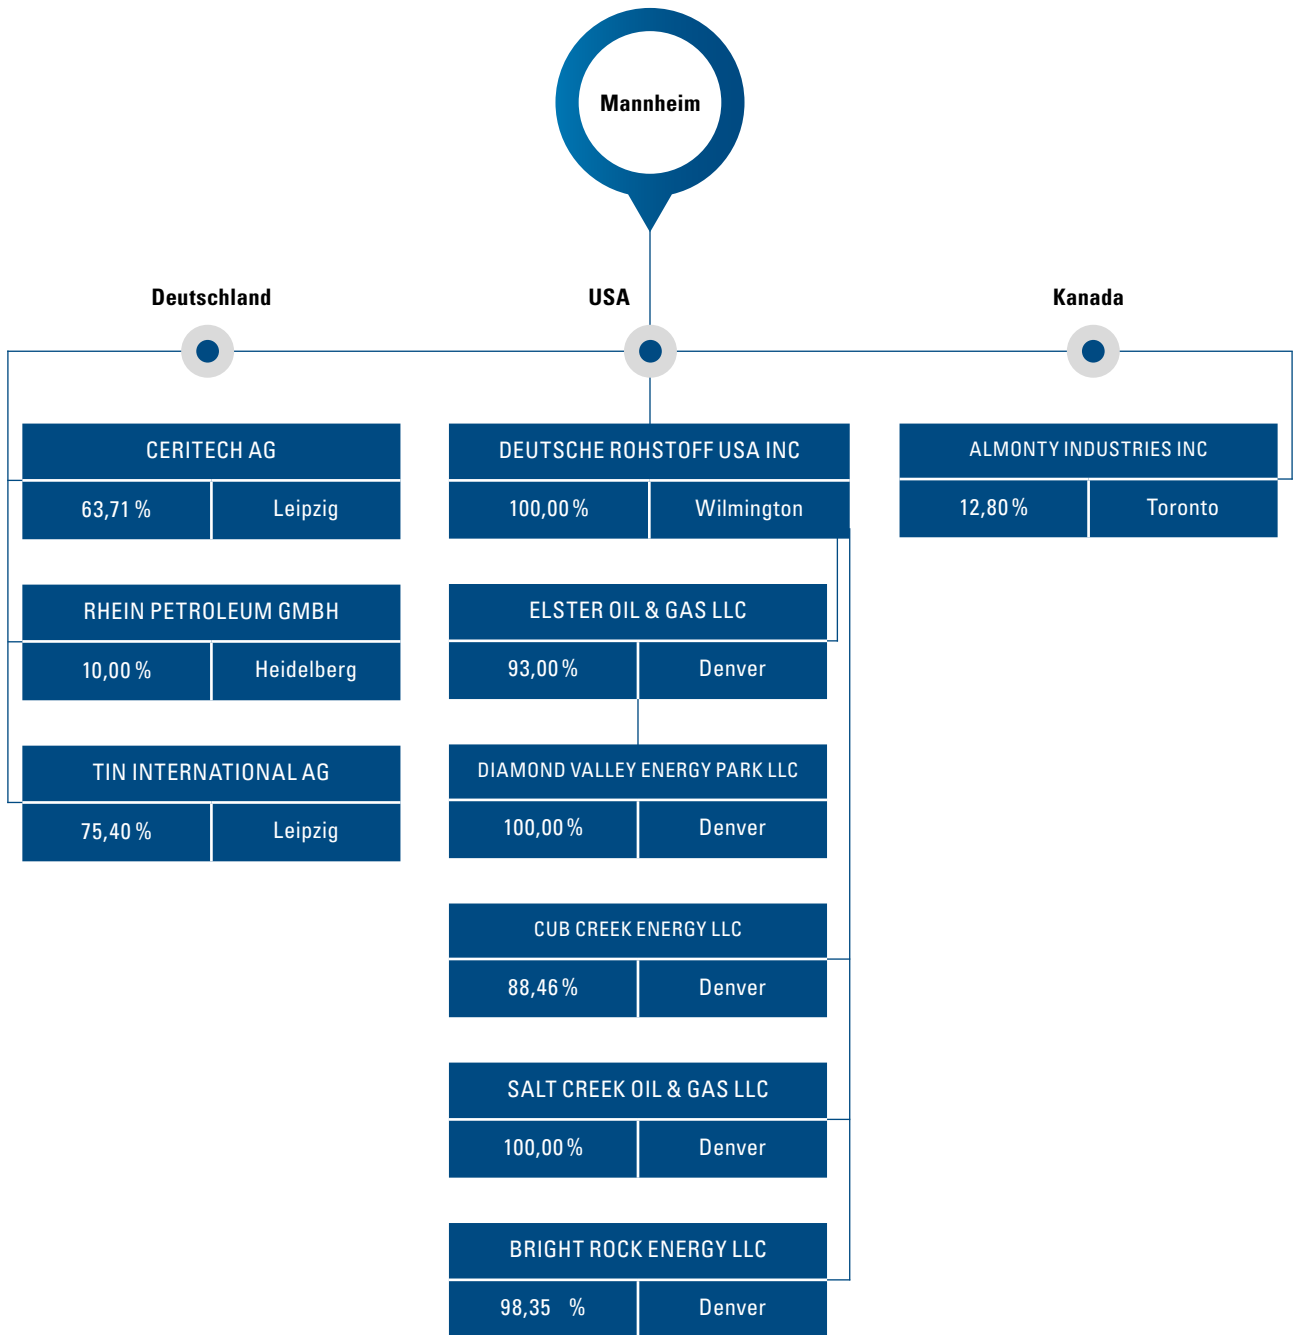 Mannheim
Deutschland
USA
Kanada
CERITECH AG
63,71 %
Leipzig
RHEIN PETROLEUM GMBH
10,00 %
Heidelberg
TIN INTERNATIONAL AG
75,40 %
Leipzig
DEUTSCHE ROHSTOFF USA INC
100,00 %
Wilmington
ELSTER OIL & GAS LLC
93,00 %
Denver
DIAMOND VALLEY ENERGY PARK LLC
100,00 %
Denver
CUB CREEK ENERGY LLC
88,46 %
Denver
SALT CREEK OIL & GAS LLC
100,00 %
Denver
BRIGHT ROCK ENERGY LLC
98,35 %
Denver
ALMONTY INDUSTRIES INC
12,80 %
Toronto